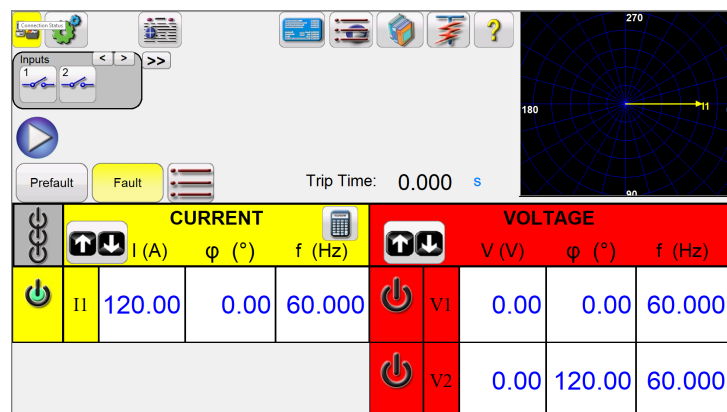 Connection Status
?
270
Inputs
< >
>>
1 2
180
I1
Prefault
Fault
Trip Time: 0.000 s
90
CURRENT
I (A) φ (°) f (Hz)
VOLTAGE
V (V) φ (°) f (Hz)
I1 120.00 0.00 60.000
V1 0.00 0.00 60.000
V2 0.00 120.00 60.000